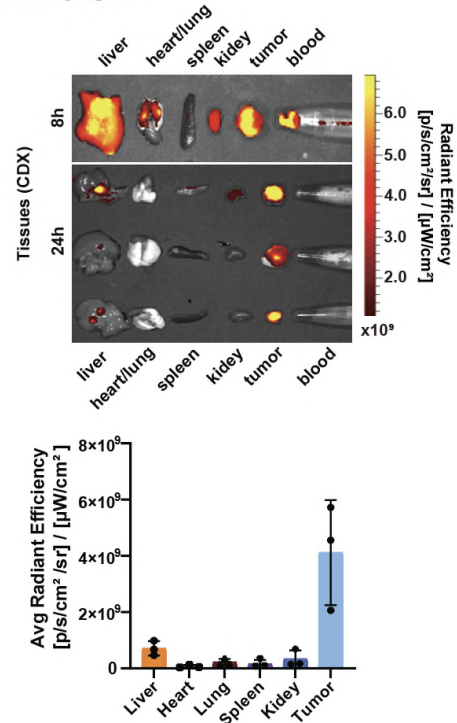 liver
heart/lung
spleen
kidey
tumor
blood
Tissues (CDX)
8h
24h
6.0
5.0
4.0
3.0
2.0
x10⁹
Radiant Efficiency
[p/s/cm²/sr] / [µW/cm²]
liver
heart/lung
spleen
kidey
tumor
blood
Avg Radiant Efficiency
[p/s/cm² /sr] / [µW/cm² ]
8×10⁹
6×10⁹
4×10⁹
2×10⁹
0
Liver
Heart
Lung
Spleen
Kidey
Tumor